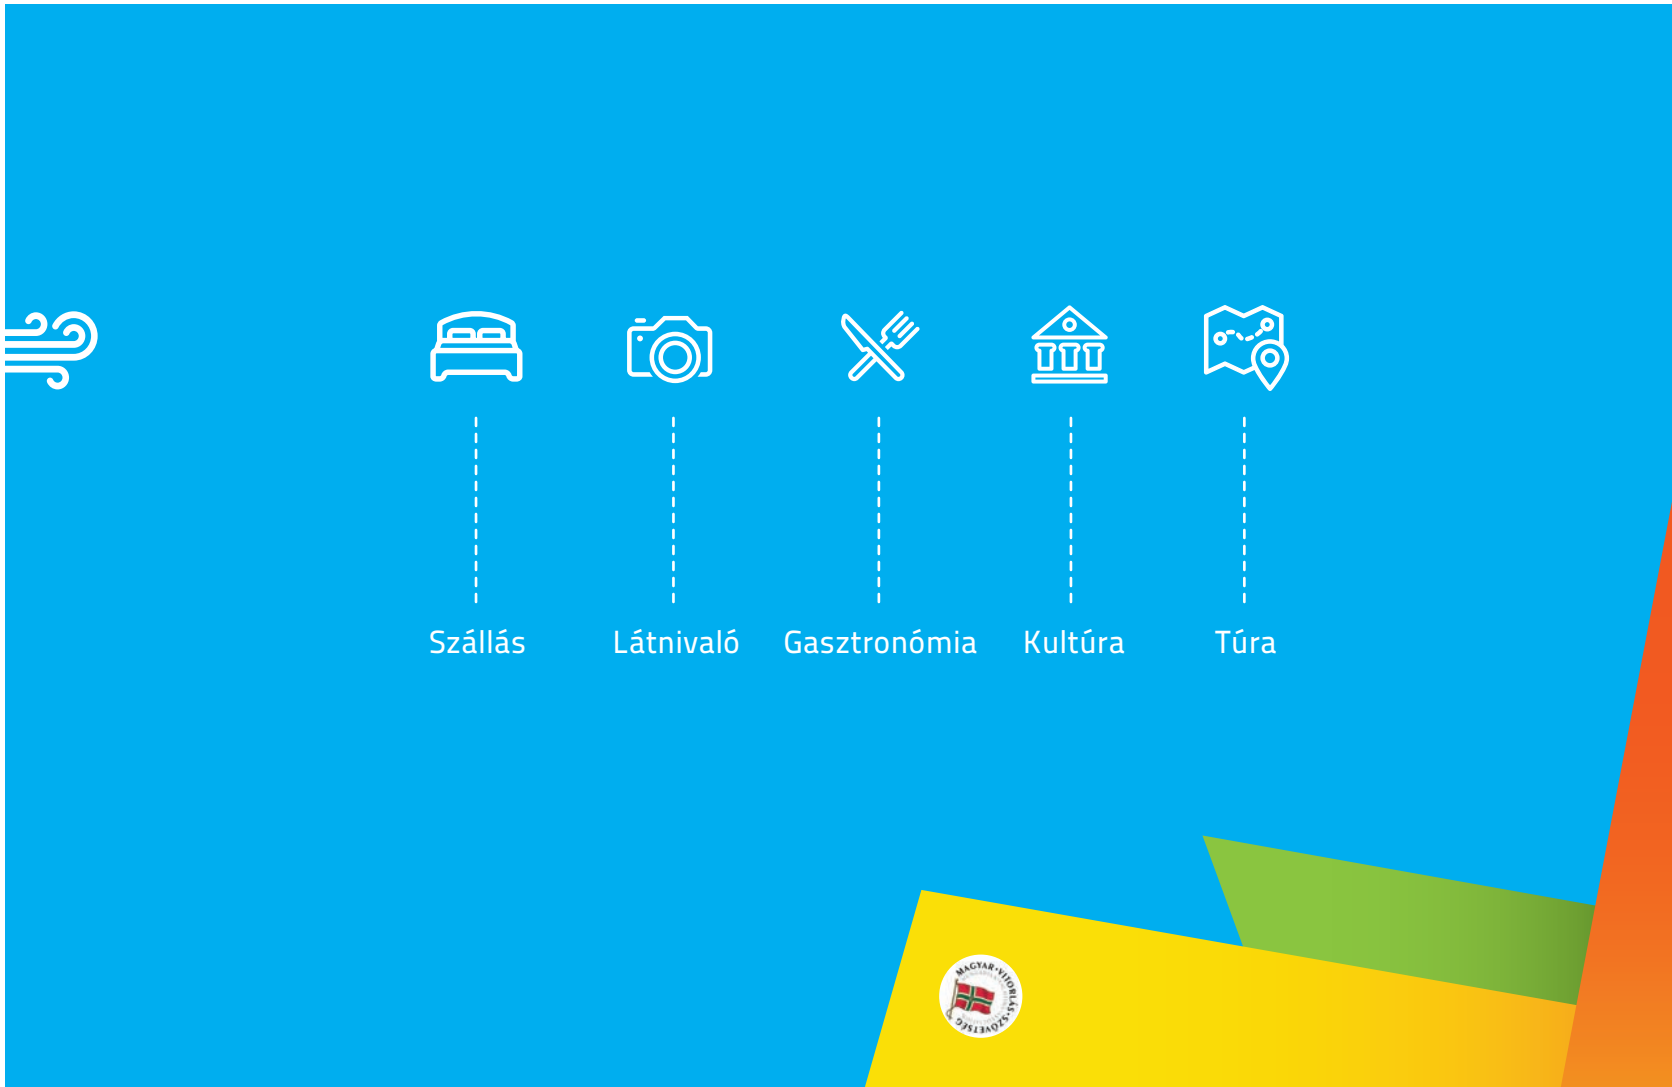 Szállás
Látnivaló
Gasztronómia
Kultúra
Túra
MAGYAR·VITORLÁS·SZÖVETSÉG